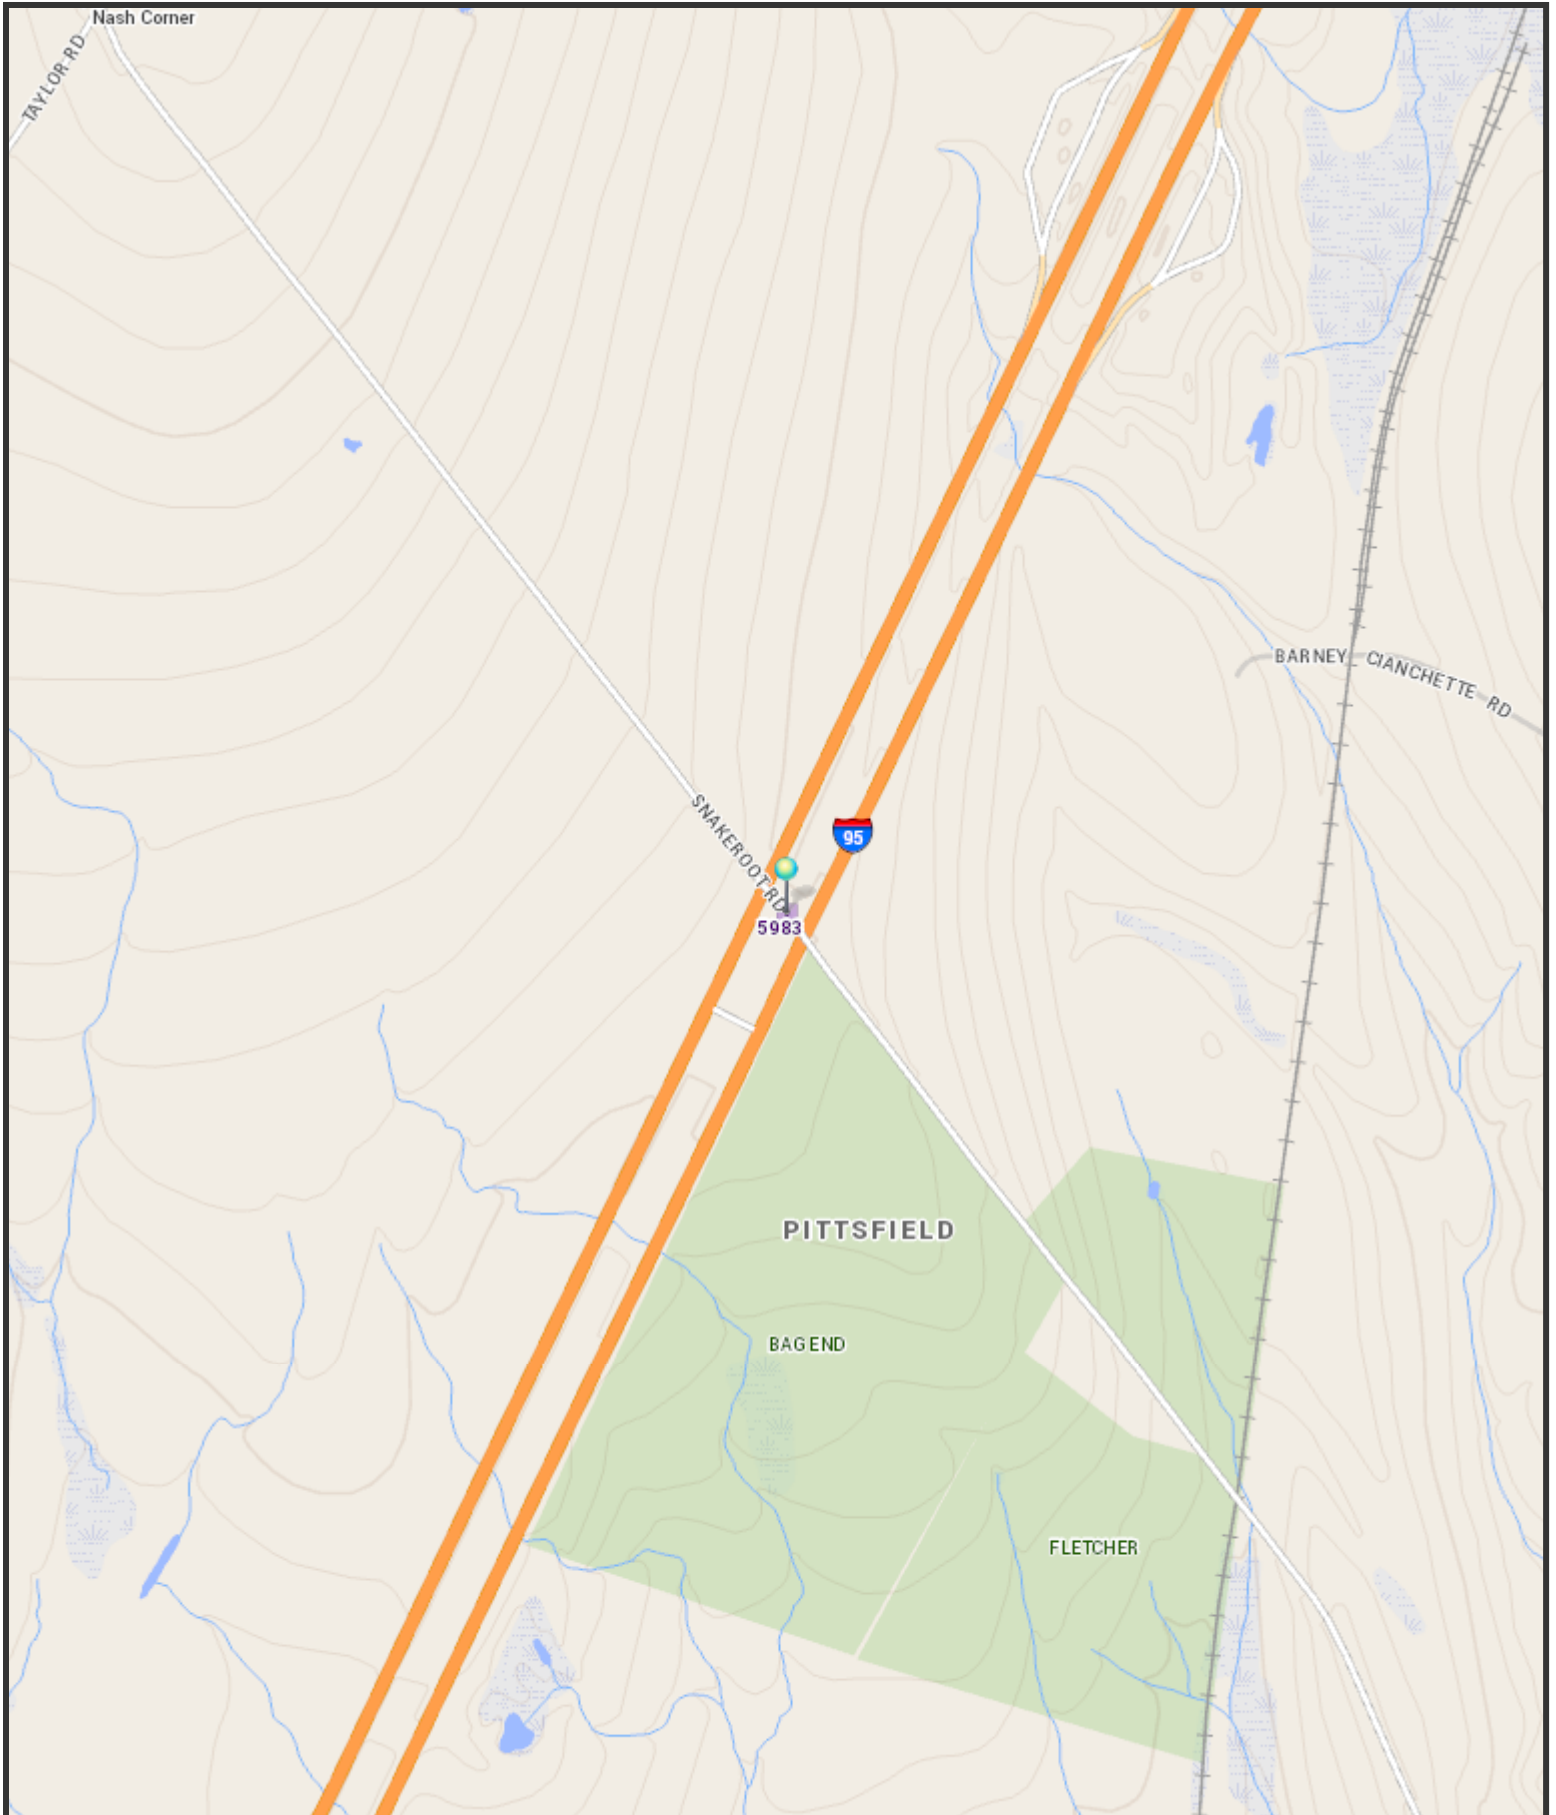 Nash Corner
TAYLOR RD
BARNEY CIANCHETTE RD
SNAKEROOT RD
95
5983
PITTSFIELD
BAG END
FLETCHER